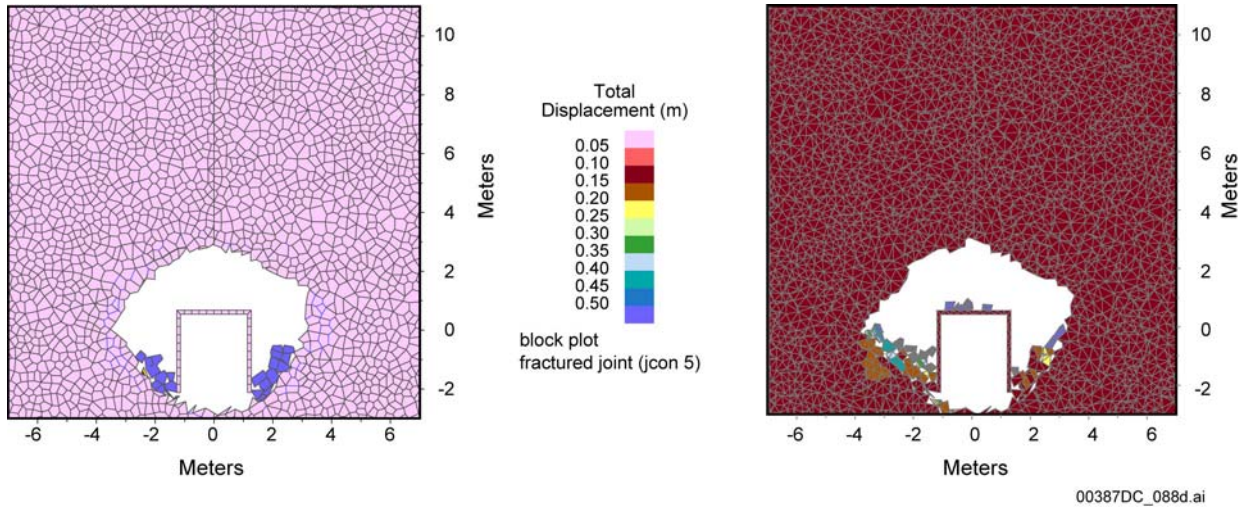 10
8
6
4
2
0
-2
Meters
-6 -4 -2 0 2 4 6
Meters
Total
Displacement (m)
0.05
0.10
0.15
0.20
0.25
0.30
0.35
0.40
0.45
0.50
block plot
fractured joint (jcon 5)
10
8
6
4
2
0
-2
Meters
-6 -4 -2 0 2 4 6
Meters
00387DC_088d.ai